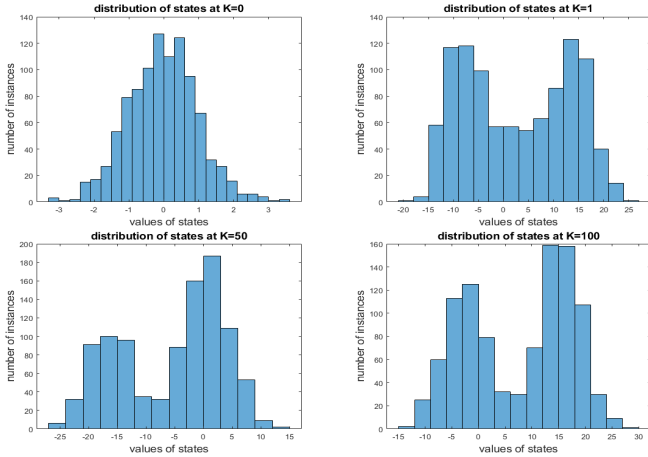 distribution of states at K=0
140
120
100
80
60
40
20
0
number of instances
-3 -2 -1 0 1 2 3
values of states
distribution of states at K=1
140
120
100
80
60
40
20
0
number of instances
-20 -15 -10 -5 0 5 10 15 20 25
values of states
distribution of states at K=50
200
180
160
140
120
100
80
60
40
20
0
number of instances
-25 -20 -15 -10 -5 0 5 10 15
values of states
distribution of states at K=100
160
140
120
100
80
60
40
20
0
number of instances
-15 -10 -5 0 5 10 15 20 25 30
values of states